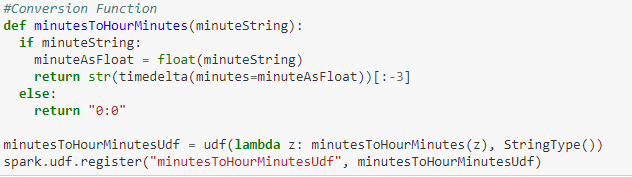 #Conversion Function
def minutesToHourMinutes(minuteString):
  if minuteString:
    minuteAsFloat = float(minuteString)
    return str(timedelta(minutes=minuteAsFloat))[:-3]
  else:
    return "0:0"

minutesToHourMinutesUdf = udf(lambda z: minutesToHourMinutes(z), StringType())
spark.udf.register("minutesToHourMinutesUdf", minutesToHourMinutesUdf)